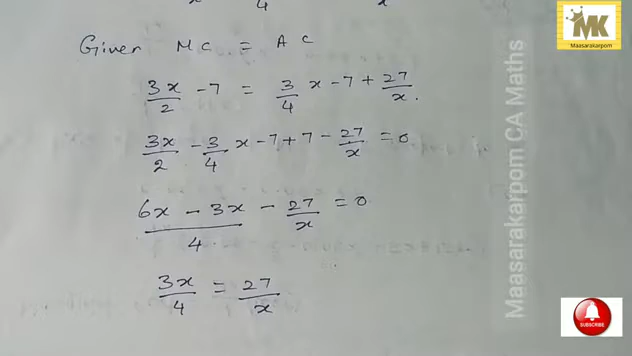 x 4 x
Given MC = AC
3x/2 - 7 = 3/4 x - 7 + 27/x.
3x/2 - 3/4 x - 7 + 7 - 27/x = 0
6x - 3x/4 - 27/x = 0
3x/4 = 27/x
MK
Maasarakarpom
Maasarakarpom CA Maths
SUBSCRIBE